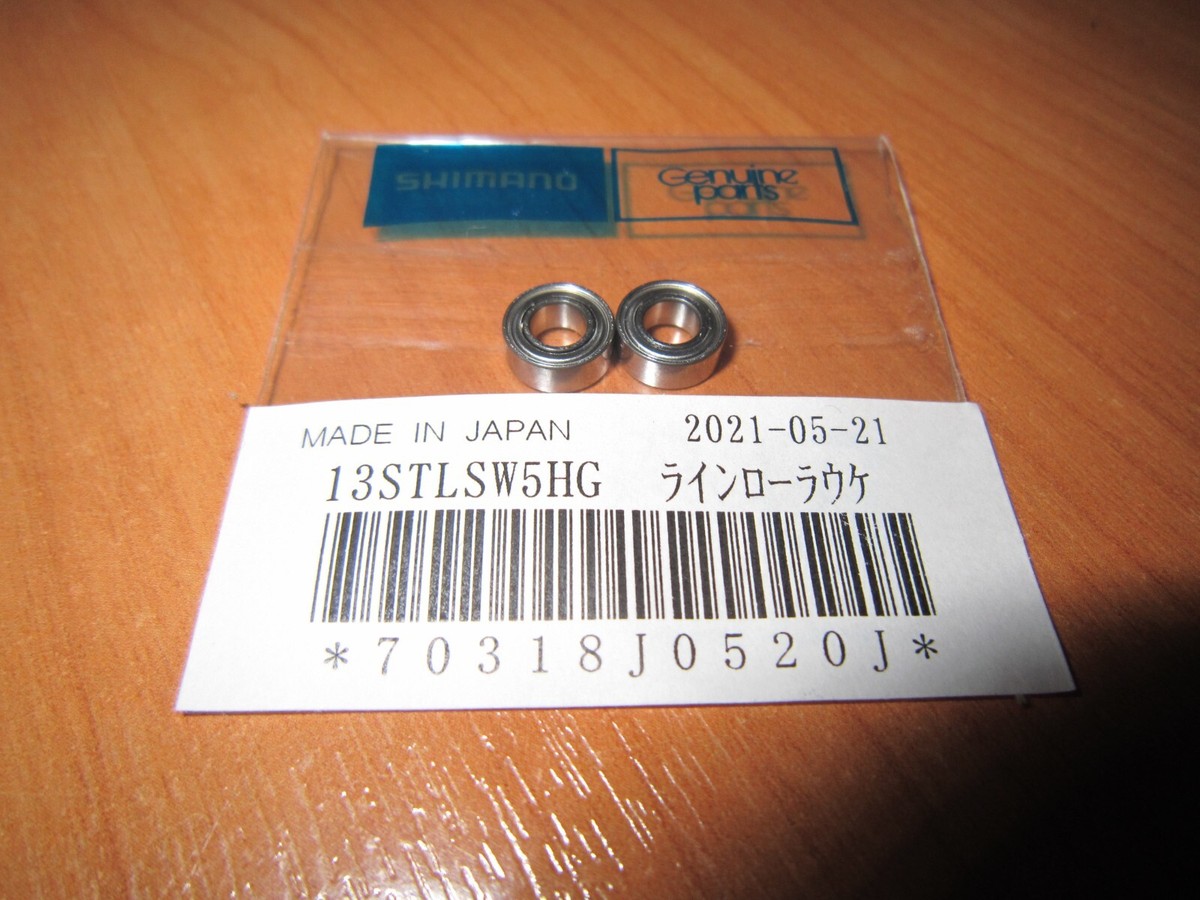 SHIMANO
Genuine
parts
MADE IN JAPAN 2021-05-21
13STLSW5HG ラインローラウケ
*70318J0520J*